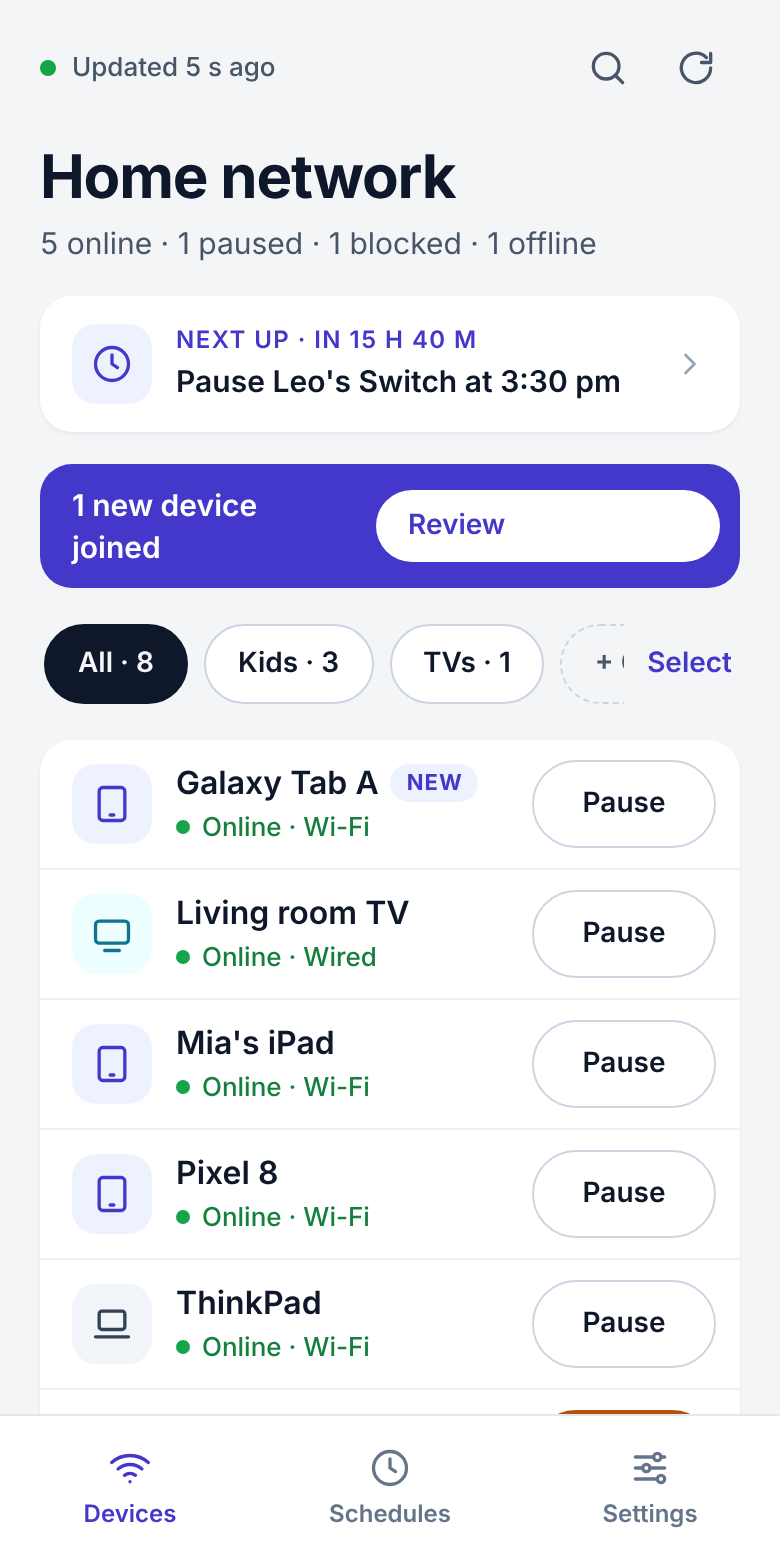 Updated 5 s ago
Home network
5 online · 1 paused · 1 blocked · 1 offline
NEXT UP · IN 15 H 40 M
Pause Leo's Switch at 3:30 pm
1 new device
joined
Review
All · 8
Kids · 3
TVs · 1
+
Select
Galaxy Tab A NEW
Online · Wi-Fi
Pause
Living room TV
Online · Wired
Pause
Mia's iPad
Online · Wi-Fi
Pause
Pixel 8
Online · Wi-Fi
Pause
ThinkPad
Online · Wi-Fi
Pause
Devices
Schedules
Settings